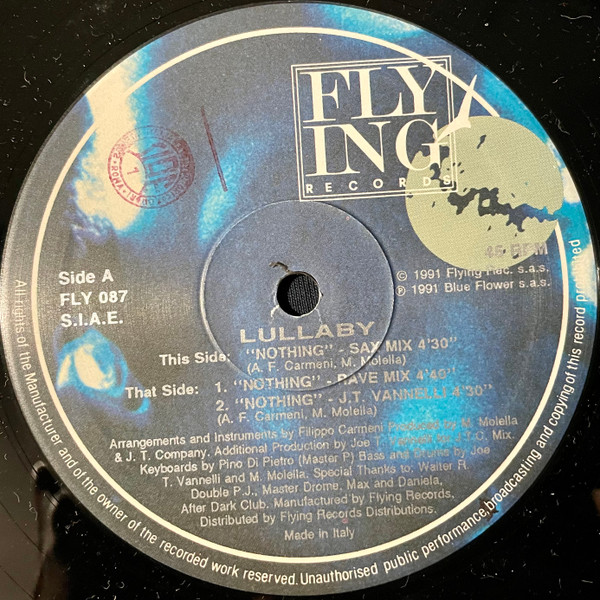 FLY
ING
RECORDS
45 RPM
Side A
FLY 087
S.I.A.E.
© 1991 Flying Rec. s.a.s.
℗ 1991 Blue Flower s.a.s.
LULLABY
This Side: "NOTHING" - SAX MIX 4'30"
(A. F. Carmeni, M. Molella)
That Side: 1. "NOTHING" - RAVE MIX 4'40"
2. "NOTHING" - J.T. VANNELLI 4'30"
(A. F. Carmeni, M. Molella)
Arrangements and Instruments by Filippo Carmeni Produced by M. Molella
& J. T. Company. Additional Production by Joe T. Vannelli for J.T.C. Mix.
Keyboards by Pino Di Pietro (Master P) Bass and Drums by Joe
T. Vannelli and M. Molella. Special Thanks to: Walter R.
Double P.J. Master Drome, Max and Daniela,
After Dark Club. Manufactured by Flying Records,
Distributed by Flying Records Distributions.
Made in Italy
All rights of the Manufacturer and of the owner of the recorded work reserved. Unauthorised public performance, broadcasting and copying of this record prohibited